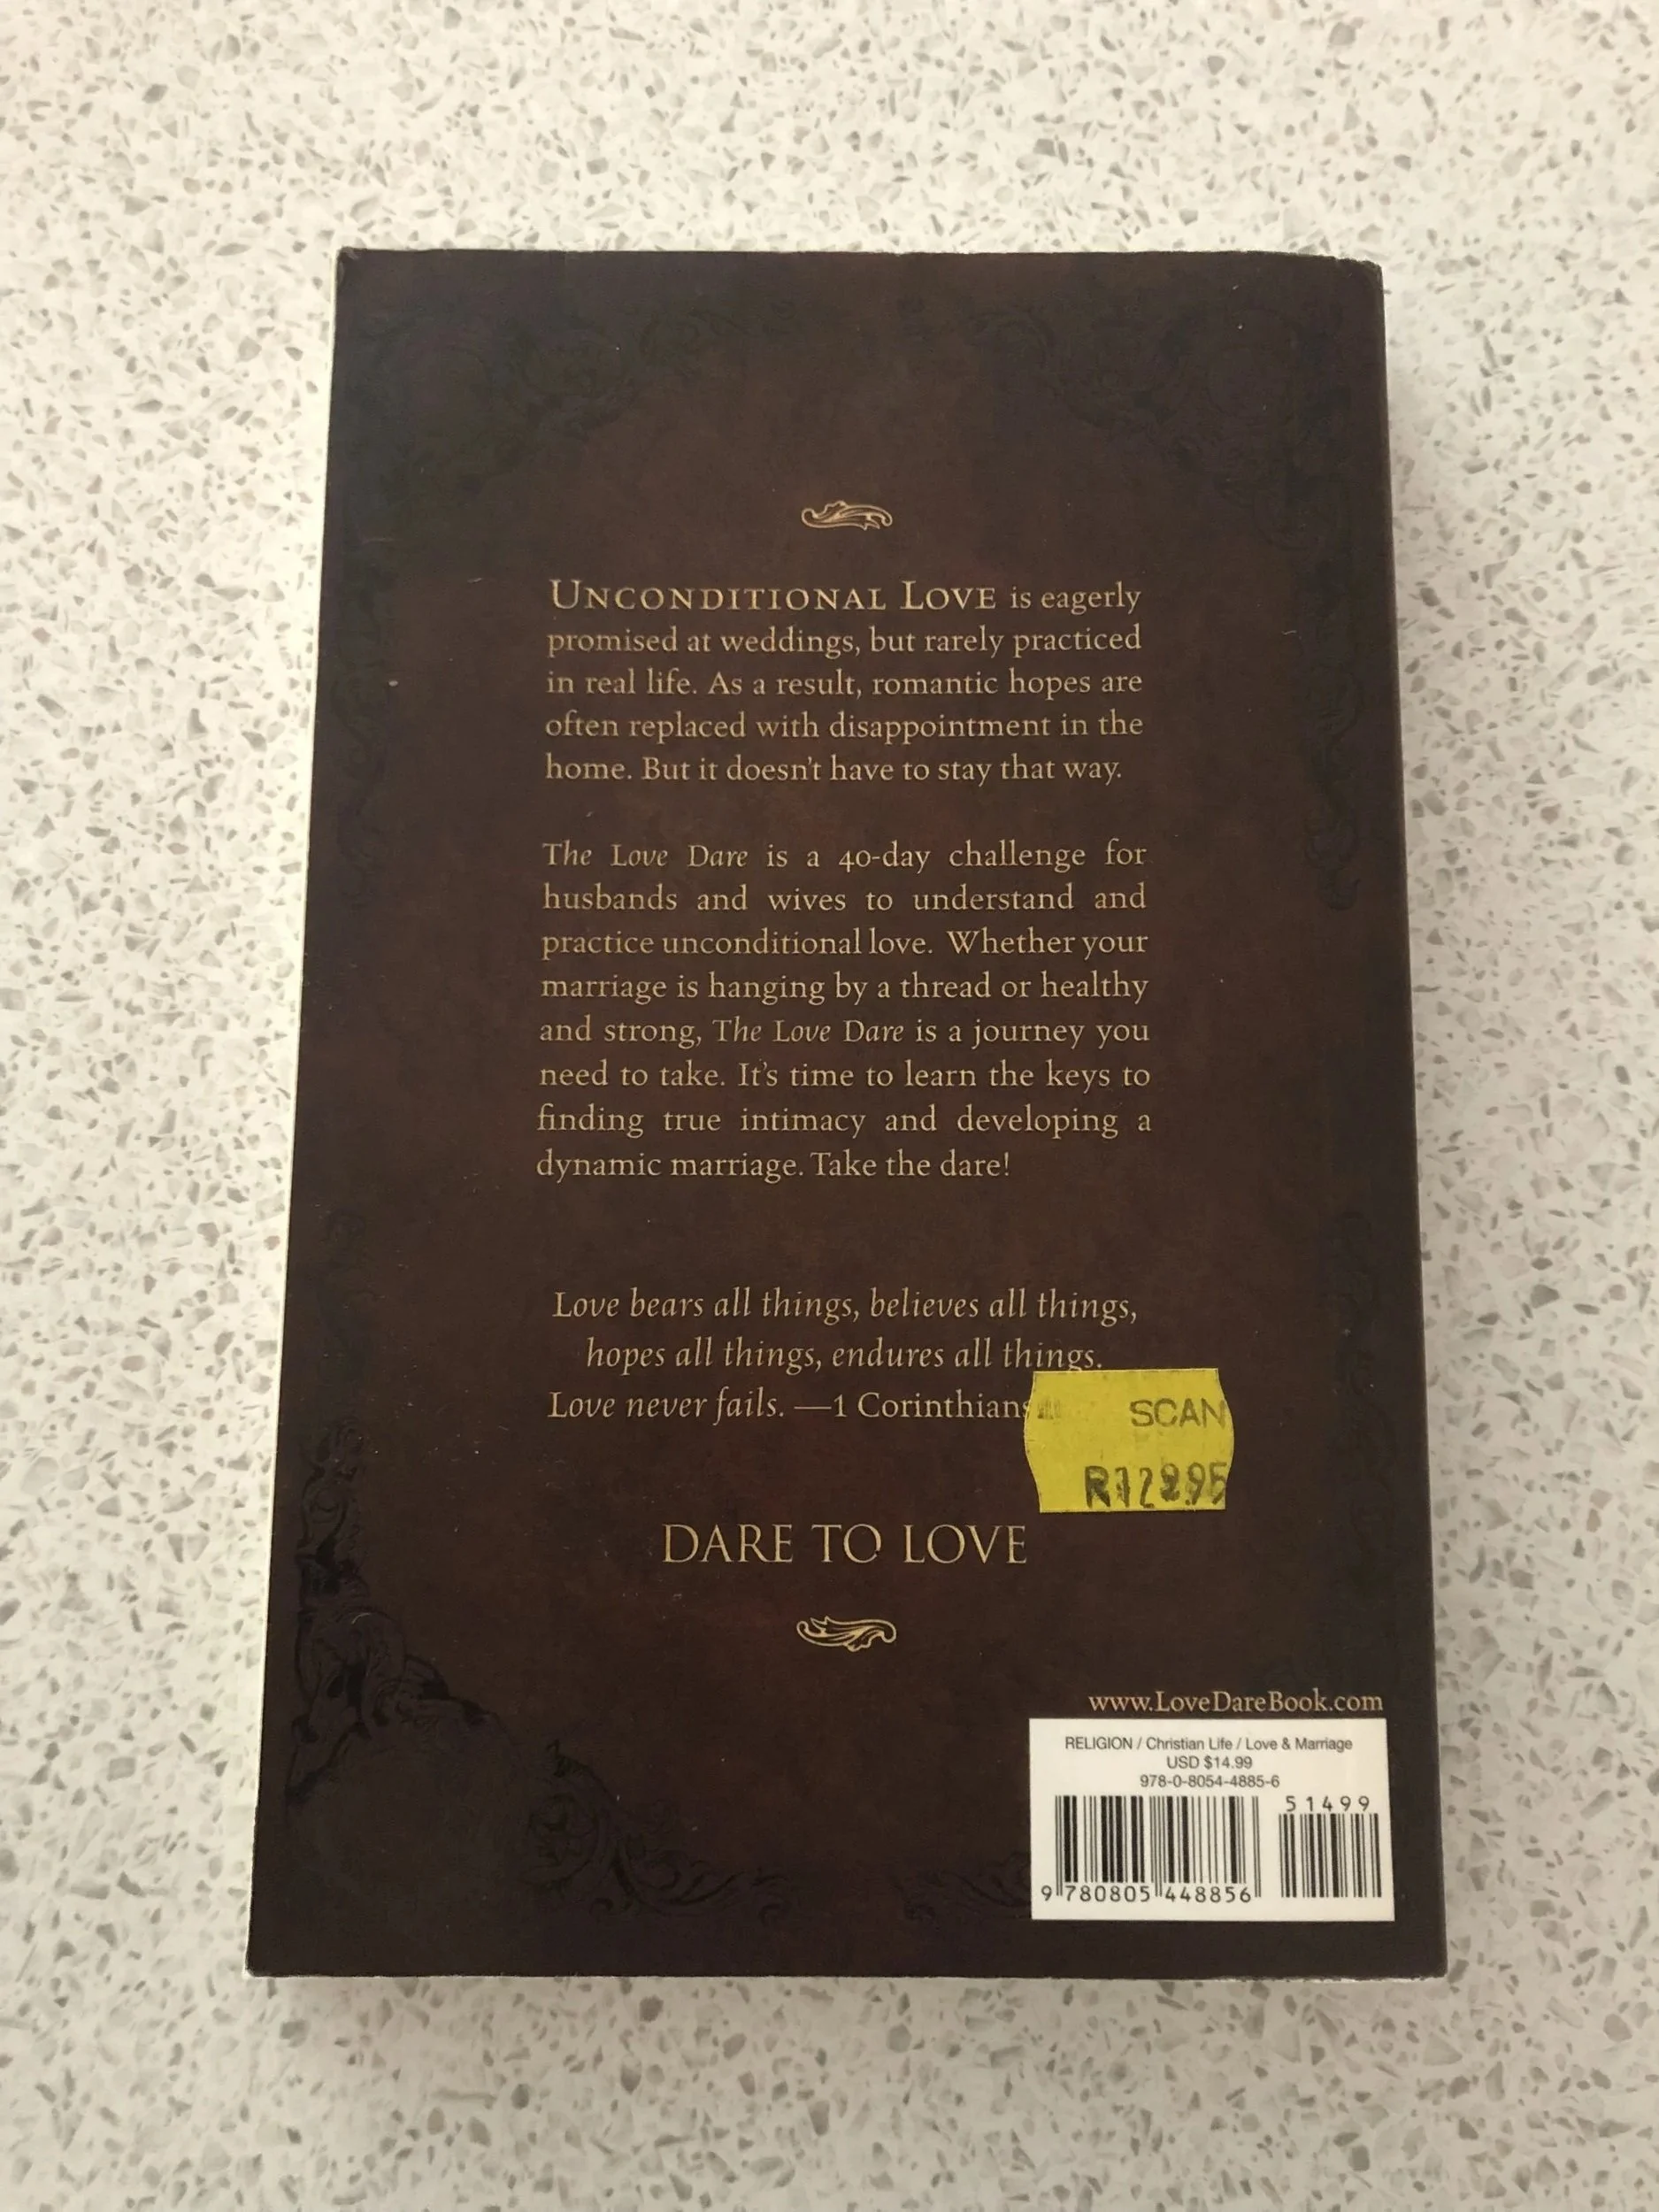 UNCONDITIONAL LOVE is eagerly
promised at weddings, but rarely practiced
in real life. As a result, romantic hopes are
often replaced with disappointment in the
home. But it doesn't have to stay that way.
The Love Dare is a 40-day challenge for
husbands and wives to understand and
practice unconditional love. Whether your
marriage is hanging by a thread or healthy
and strong, The Love Dare is a journey you
need to take. It's time to learn the keys to
finding true intimacy and developing a
dynamic marriage. Take the dare!
Love bears all things, believes all things,
hopes all things, endures all things.
Love never fails. —1 Corinthians
SCAN
DARE TO LOVE
www.LoveDareBook.com
RELIGION / Christian Life / Love & Marriage
USD $14.99
978-0-8054-4885-6
51499
9 780805 448856